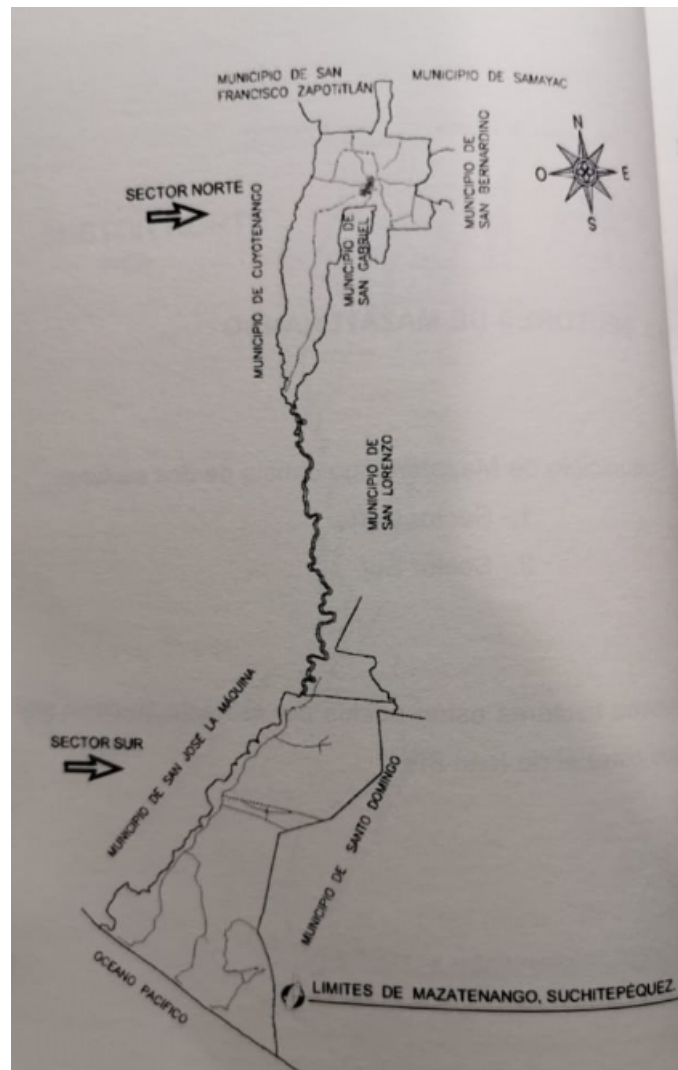 MUNICIPIO DE SAN
FRANCISCO ZAPOTITLÁN
MUNICIPIO DE SAMAYAC
N
O
E
S
MUNICIPIO DE
SAN BERNARDINO
SECTOR NORTE
MUNICIPIO DE CUYOTENANGO
MUNICIPIO DE
SAN GABRIEL
MUNICIPIO DE
SAN LORENZO
MUNICIPIO DE SAN JOSE LA MÁQUINA
SECTOR SUR
MUNICIPIO DE SANTO DOMINGO
OCEANO PACIFICO
LIMITES DE MAZATENANGO, SUCHITEPÉQUEZ